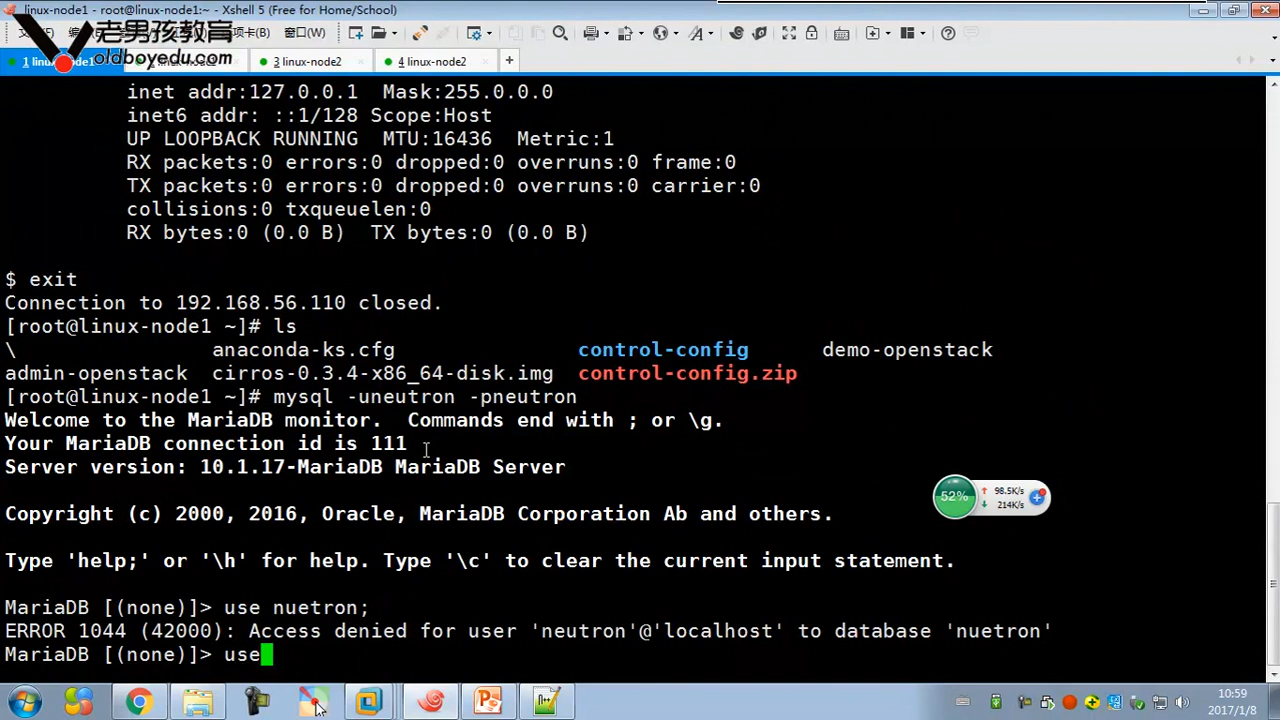 linux-node1 - root@linux-node1:~ - Xshell 5 (Free for Home/School)
窗口(W)
老男孩教育
oldboyedu.com
1 linux-node1
3 linux-node2
4 linux-node2
inet addr:127.0.0.1  Mask:255.0.0.0
inet6 addr: ::1/128 Scope:Host
UP LOOPBACK RUNNING  MTU:16436  Metric:1
RX packets:0 errors:0 dropped:0 overruns:0 frame:0
TX packets:0 errors:0 dropped:0 overruns:0 carrier:0
collisions:0 txqueuelen:0
RX bytes:0 (0.0 B)  TX bytes:0 (0.0 B)
$ exit
Connection to 192.168.56.110 closed.
[root@linux-node1 ~]# ls
\  anaconda-ks.cfg  control-config  demo-openstack
admin-openstack  cirros-0.3.4-x86_64-disk.img  control-config.zip
[root@linux-node1 ~]# mysql -uneutron -pneutron
Welcome to the MariaDB monitor.  Commands end with ; or \g.
Your MariaDB connection id is 111
Server version: 10.1.17-MariaDB MariaDB Server
Copyright (c) 2000, 2016, Oracle, MariaDB Corporation Ab and others.
Type 'help;' or '\h' for help. Type '\c' to clear the current input statement.
MariaDB [(none)]> use nuetron;
ERROR 1044 (42000): Access denied for user 'neutron'@'localhost' to database 'nuetron'
MariaDB [(none)]> use
52%
98.5K/s
214K/s
10:59
2017/1/8